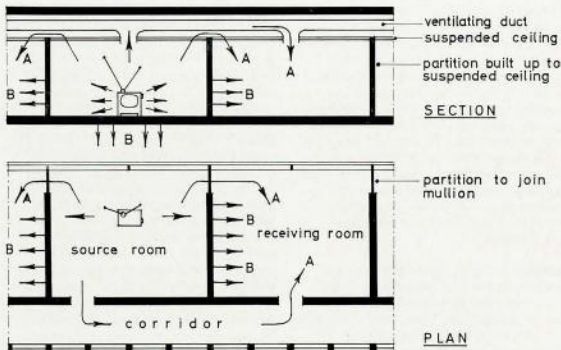 ventilating duct
suspended ceiling
A
A
A
partition built up to
suspended ceiling
B
B
SECTION
B
partition to join
mullion
A
A
B
B
source room
receiving room
B
A
corridor
PLAN